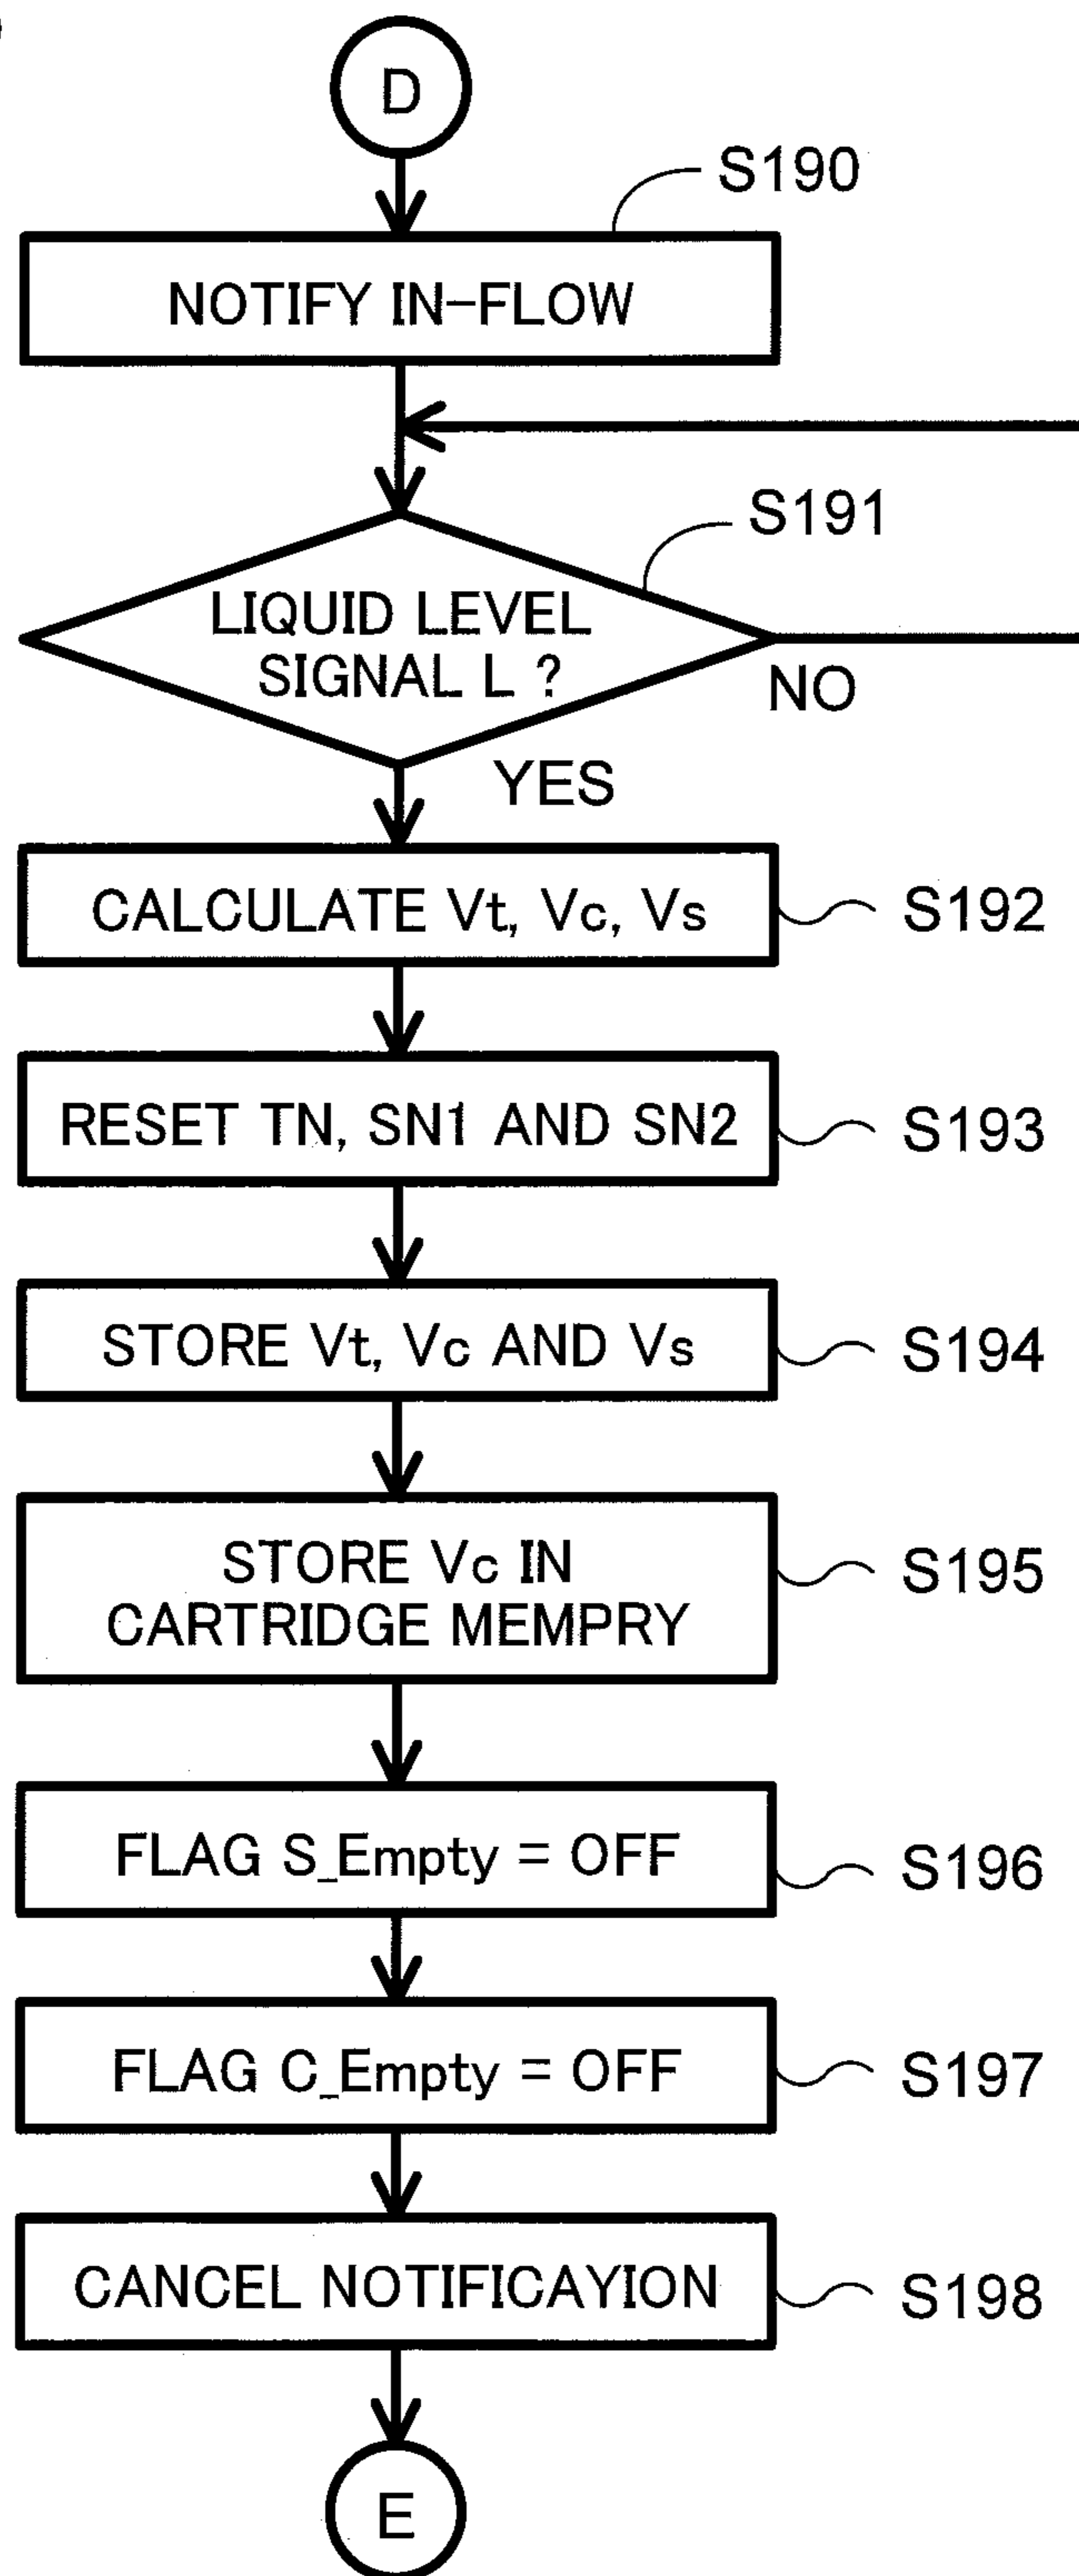 D
S190
NOTIFY IN-FLOW
S191
LIQUID LEVEL
SIGNAL L ?
NO
YES
CALCULATE Vt, Vc, Vs
S192
RESET TN, SN1 AND SN2
S193
STORE Vt, Vc AND Vs
S194
STORE Vc IN
CARTRIDGE MEMPRY
S195
FLAG S_Empty = OFF
S196
FLAG C_Empty = OFF
S197
CANCEL NOTIFICAYION
S198
E